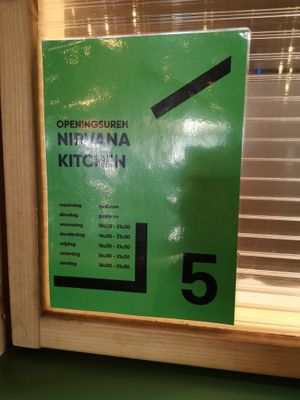 OPENINGSUREN
NIRVANA
KITCHEN
maandag gesloten
dinsdag gesloten
woensdag 16u30 - 21u30
donderdag 16u30 - 21u30
vrijdag 16u30 - 21u30
zaterdag 16u30 - 21u30
zondag 16u30 - 21u30
5